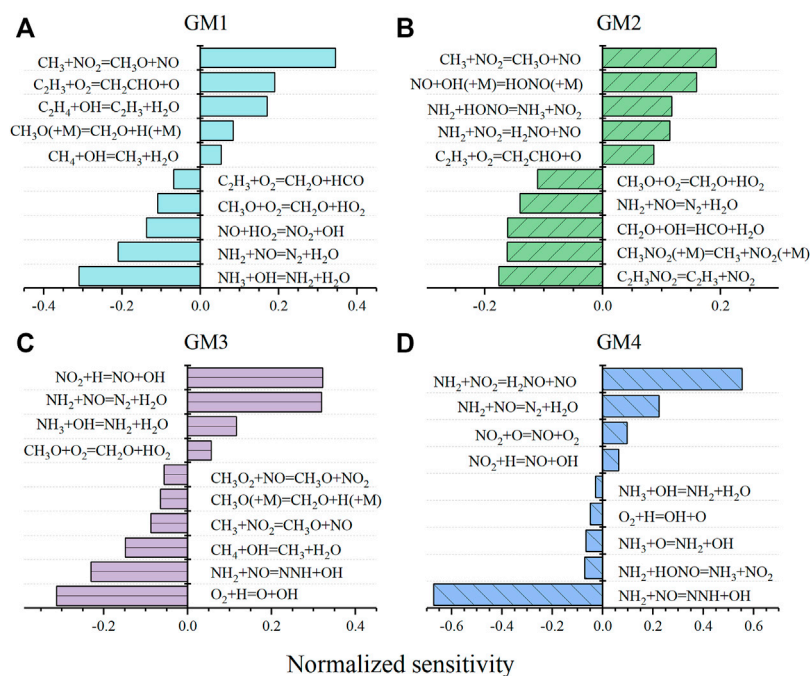 A
GM1
CH₃+NO₂=CH₃O+NO
C₂H₃+O₂=CH₂CHO+O
C₂H₄+OH=C₂H₃+H₂O
CH₃O(+M)=CH₂O+H(+M)
CH₄+OH=CH₃+H₂O
C₂H₃+O₂=CH₂O+HCO
CH₃O+O₂=CH₂O+HO₂
NO+HO₂=NO₂+OH
NH₂+NO=N₂+H₂O
NH₃+OH=NH₂+H₂O
-0.4 -0.2 0.0 0.2 0.4
B
GM2
CH₃+NO₂=CH₃O+NO
NO+OH(+M)=HONO(+M)
NH₂+HONO=NH₃+NO₂
NH₂+NO₂=H₂NO+NO
C₂H₃+O₂=CH₂CHO+O
CH₃O+O₂=CH₂O+HO₂
NH₂+NO=N₂+H₂O
CH₂O+OH=HCO+H₂O
CH₃NO₂(+M)=CH₃+NO₂(+M)
C₂H₃NO₂=C₂H₃+NO₂
-0.2 0.0 0.2
C
GM3
NO₂+H=NO+OH
NH₂+NO=N₂+H₂O
NH₃+OH=NH₂+H₂O
CH₃O+O₂=CH₂O+HO₂
CH₃O₂+NO=CH₃O+NO₂
CH₃O(+M)=CH₂O+H(+M)
CH₃+NO₂=CH₃O+NO
CH₄+OH=CH₃+H₂O
NH₂+NO=NNH+OH
O₂+H=O+OH
-0.2 0.0 0.2 0.4
D
GM4
NH₂+NO₂=H₂NO+NO
NH₂+NO=N₂+H₂O
NO₂+O=NO+O₂
NO₂+H=NO+OH
NH₃+OH=NH₂+H₂O
O₂+H=OH+O
NH₃+O=NH₂+OH
NH₂+HONO=NH₃+NO₂
NH₂+NO=NNH+OH
-0.6 -0.4 -0.2 0.0 0.2 0.4 0.6
Normalized sensitivity